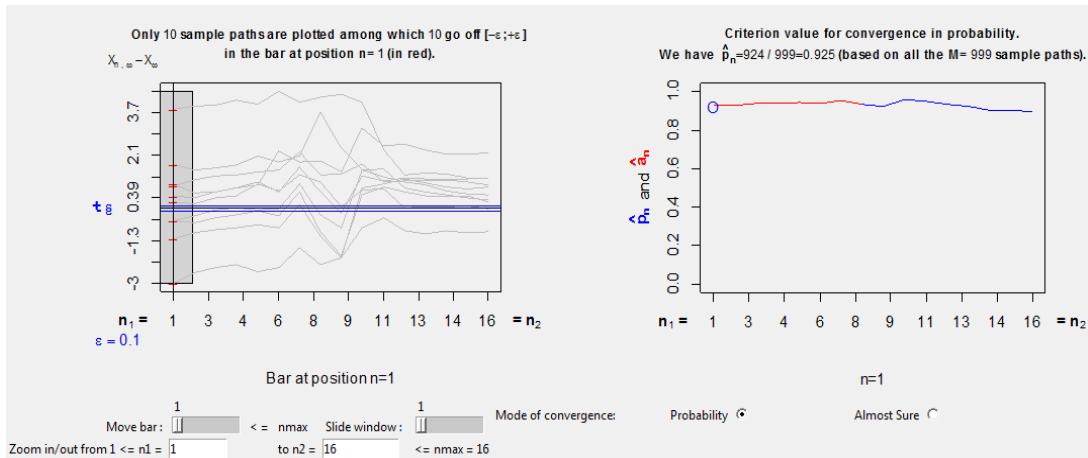 Only 10 sample paths are plotted among which 10 go off [−ε;+ε]
in the bar at position n= 1 (in red).
Xn,ω − Xω
3.7
2.1
0.39
-1.3
-3
+ε
n1 = 1 3 4 6 8 9 11 12 14 16 = n2
ε = 0.1
Bar at position n=1
Criterion value for convergence in probability.
We have p̂n=924 / 999=0.925 (based on all the M= 999 sample paths).
p̂n and ân
1.0
0.8
0.6
0.4
0.2
0.0
n1 = 1 3 4 6 8 9 11 12 14 16 = n2
n=1
1
1
Move bar : < = nmax Slide window :
Mode of convergence: Probability Almost Sure
Zoom in/out from 1 <= n1 = 1 to n2 = 16 <= nmax = 16